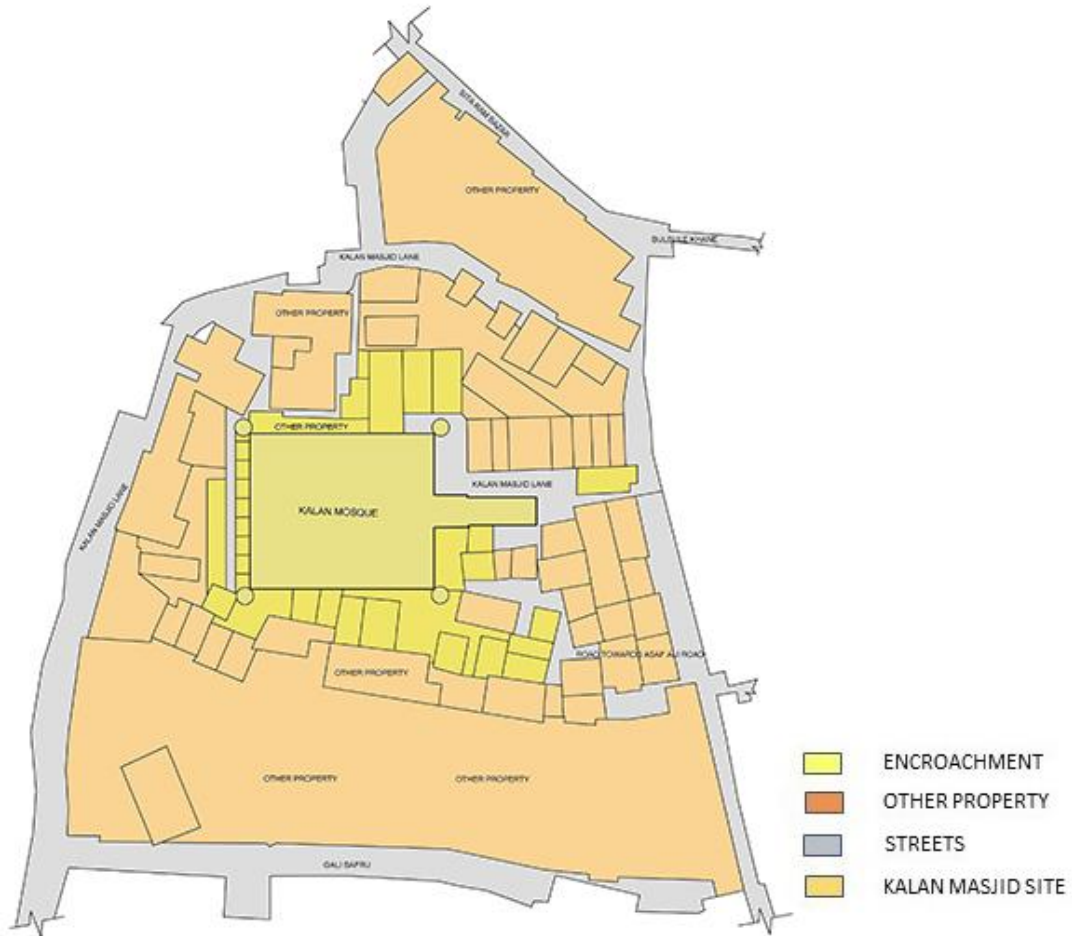 SITA RAM BAZAR
OTHER PROPERTY
BULBULE KHANE
KALAN MASJID LANE
OTHER PROPERTY
OTHER PROPERTY
KALAN MASJID LANE
KALAN MOSQUE
KALAN MASJID LANE
ROAD TOWARDS ASAF ALI ROAD
OTHER PROPERTY
OTHER PROPERTY
OTHER PROPERTY
GALI
ENCROACHMENT
OTHER PROPERTY
STREETS
KALAN MASJID SITE